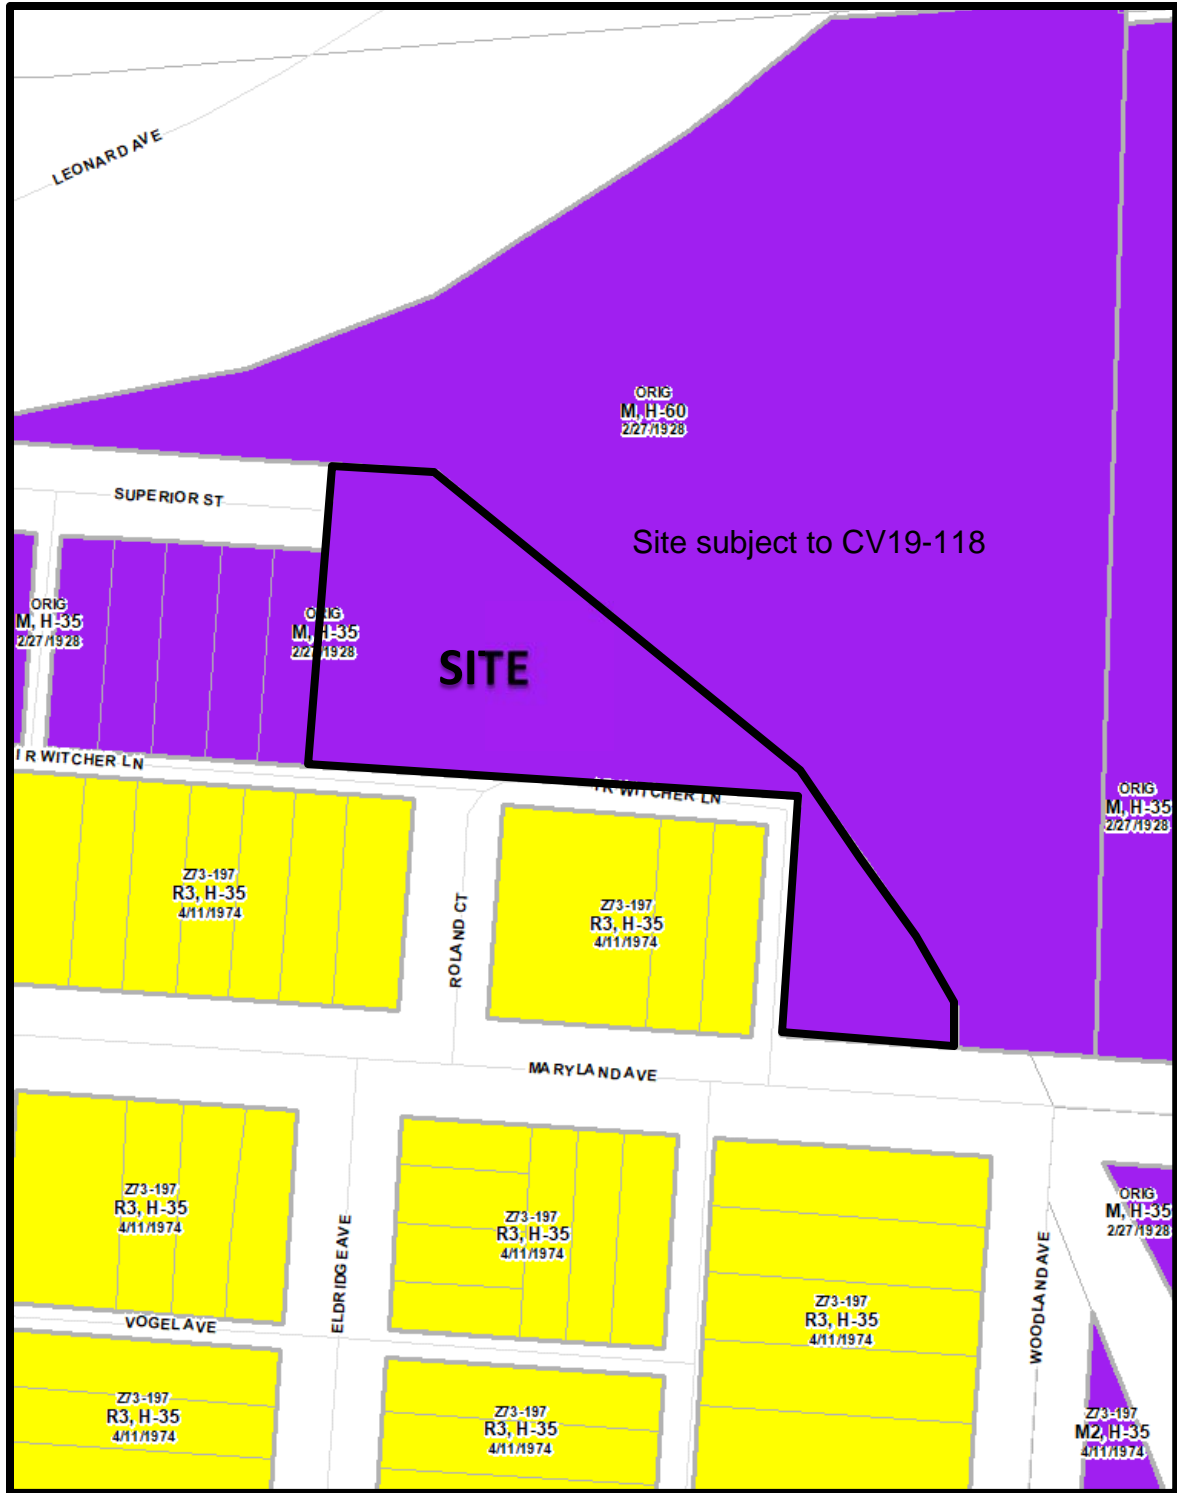 LEONARD AVE
ORIG
M, H-60
2/27/1928
SUPERIOR ST
Site subject to CV19-118
ORIG
M, H-35
2/27/1928
ORIG
M, H-35
2/27/1928
SITE
I R WITCHER LN
I R WITCHER LN
ORIG
M, H-35
2/27/1928
Z73-197
R3, H-35
4/11/1974
Z73-197
R3, H-35
4/11/1974
ROLAND CT
MARYLAND AVE
Z73-197
R3, H-35
4/11/1974
Z73-197
R3, H-35
4/11/1974
ORIG
M, H-35
2/27/1928
ELDRIDGE AVE
WOODLAND AVE
Z73-197
R3, H-35
4/11/1974
VOGEL AVE
Z73-197
R3, H-35
4/11/1974
Z73-197
R3, H-35
4/11/1974
Z73-197
M2, H-35
4/11/1974